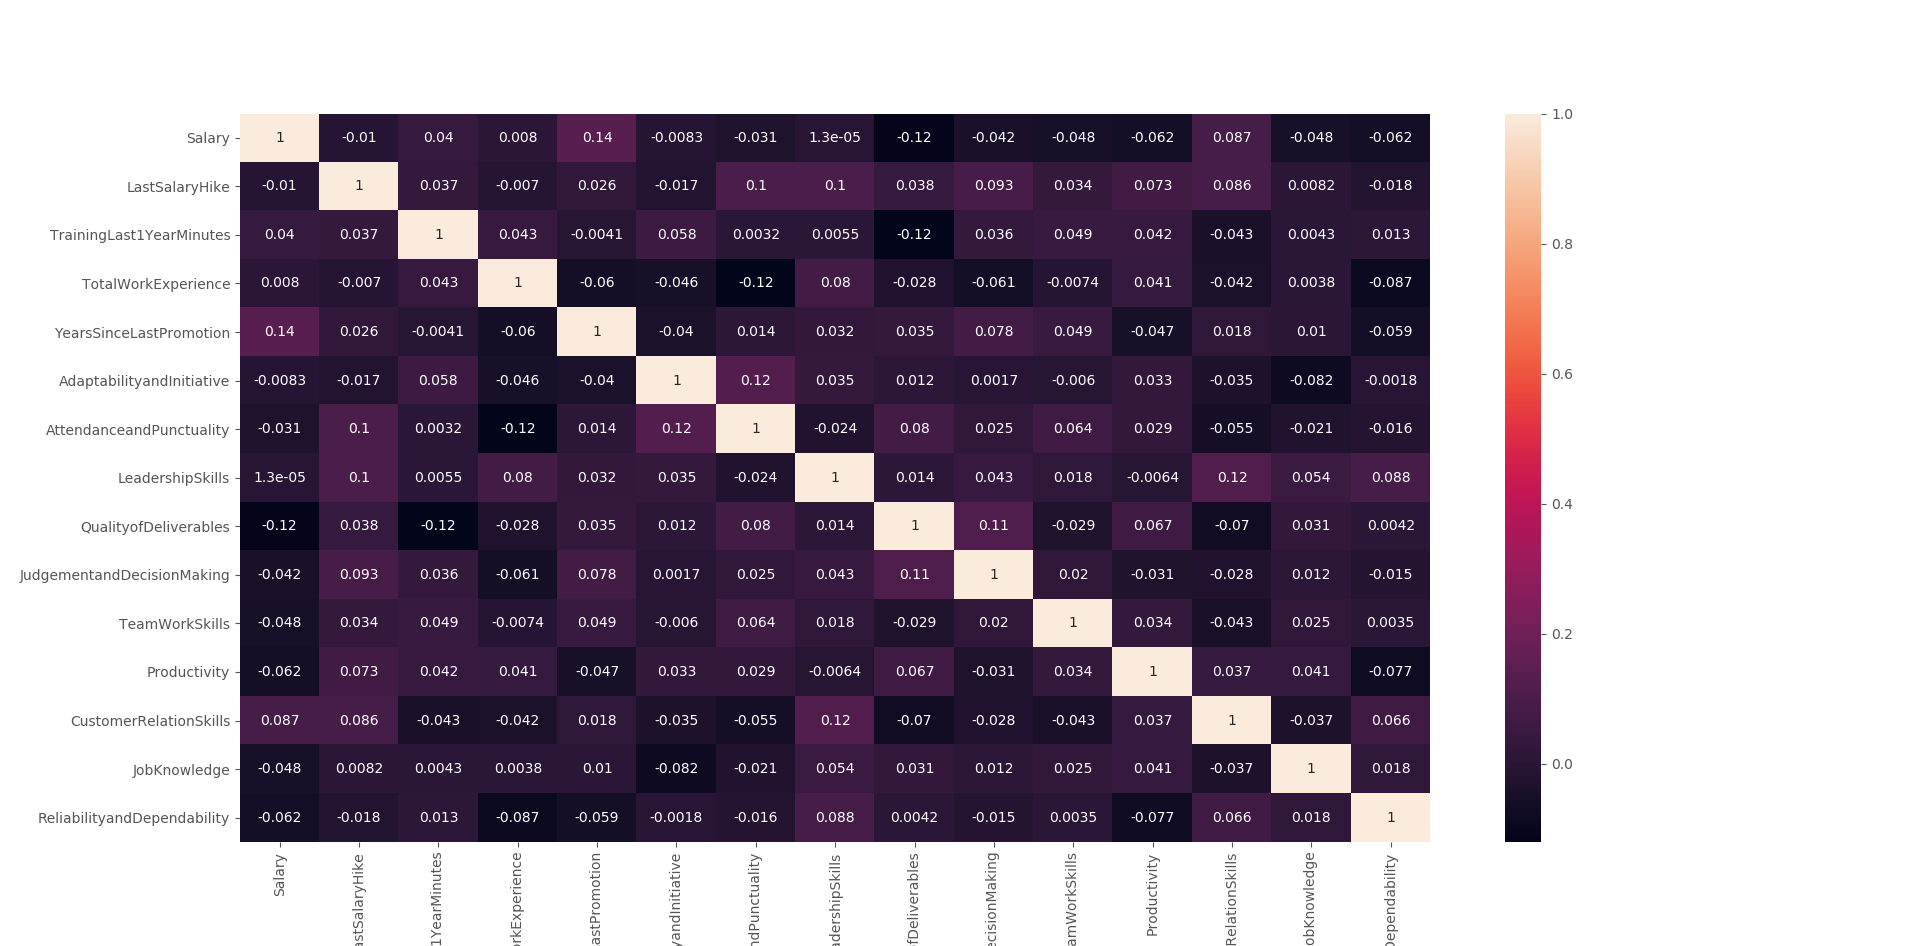 Salary 1 -0.01 0.04 0.008 0.14 -0.0083 -0.031 1.3e-05 -0.12 -0.042 -0.048 -0.062 0.087 -0.048 -0.062
LastSalaryHike -0.01 1 0.037 -0.007 0.026 -0.017 0.1 0.1 0.038 0.093 0.034 0.073 0.086 0.0082 -0.018
TrainingLast1YearMinutes 0.04 0.037 1 0.043 -0.0041 0.058 0.0032 0.0055 -0.12 0.036 0.049 0.042 -0.043 0.0043 0.013
TotalWorkExperience 0.008 -0.007 0.043 1 -0.06 -0.046 -0.12 0.08 -0.028 -0.061 -0.0074 0.041 -0.042 0.0038 -0.087
YearsSinceLastPromotion 0.14 0.026 -0.0041 -0.06 1 -0.04 0.014 0.032 0.035 0.078 0.049 -0.047 0.018 0.01 -0.059
AdaptabilityandInitiative -0.0083 -0.017 0.058 -0.046 -0.04 1 0.12 0.035 0.012 0.0017 -0.006 0.033 -0.035 -0.082 -0.0018
AttendanceandPunctuality -0.031 0.1 0.0032 -0.12 0.014 0.12 1 -0.024 0.08 0.025 0.064 0.029 -0.055 -0.021 -0.016
LeadershipSkills 1.3e-05 0.1 0.0055 0.08 0.032 0.035 -0.024 1 0.014 0.043 0.018 -0.0064 0.12 0.054 0.088
QualityofDeliverables -0.12 0.038 -0.12 -0.028 0.035 0.012 0.08 0.014 1 0.11 -0.029 0.067 -0.07 0.031 0.0042
JudgementandDecisionMaking -0.042 0.093 0.036 -0.061 0.078 0.0017 0.025 0.043 0.11 1 0.02 -0.031 -0.028 0.012 -0.015
TeamWorkSkills -0.048 0.034 0.049 -0.0074 0.049 -0.006 0.064 0.018 -0.029 0.02 1 0.034 -0.043 0.025 0.0035
Productivity -0.062 0.073 0.042 0.041 -0.047 0.033 0.029 -0.0064 0.067 -0.031 0.034 1 0.037 0.041 -0.077
CustomerRelationSkills 0.087 0.086 -0.043 -0.042 0.018 -0.035 -0.055 0.12 -0.07 -0.028 -0.043 0.037 1 -0.037 0.066
JobKnowledge -0.048 0.0082 0.0043 0.0038 0.01 -0.082 -0.021 0.054 0.031 0.012 0.025 0.041 -0.037 1 0.018
ReliabilityandDependability -0.062 -0.018 0.013 -0.087 -0.059 -0.0018 -0.016 0.088 0.0042 -0.015 0.0035 -0.077 0.066 0.018 1
Salary
astSalaryHike
1YearMinutes
orkExperience
LastPromotion
yandInitiative
ndPunctuality
adershipSkills
ofDeliverables
ecisionMaking
amWorkSkills
Productivity
RelationSkills
obKnowledge
Dependability
1.0
0.8
0.6
0.4
0.2
0.0